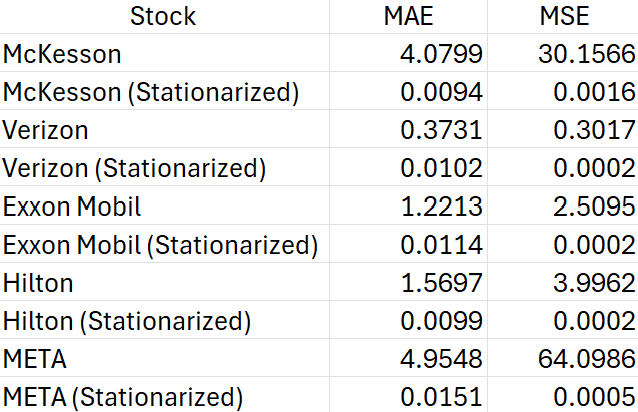 Stock MAE MSE
McKesson 4.0799 30.1566
McKesson (Stationarized) 0.0094 0.0016
Verizon 0.3731 0.3017
Verizon (Stationarized) 0.0102 0.0002
Exxon Mobil 1.2213 2.5095
Exxon Mobil (Stationarized) 0.0114 0.0002
Hilton 1.5697 3.9962
Hilton (Stationarized) 0.0099 0.0002
META 4.9548 64.0986
META (Stationarized) 0.0151 0.0005